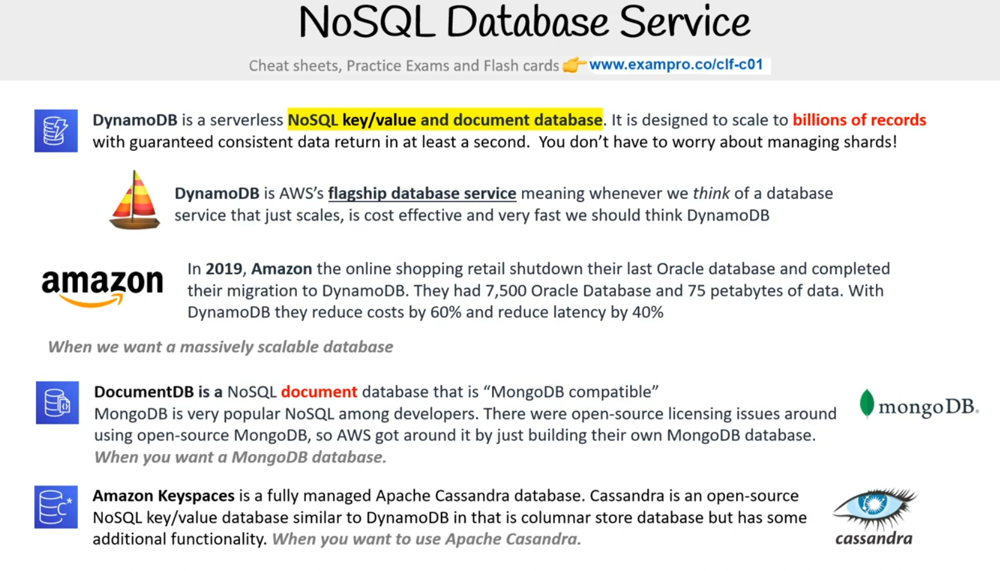 NoSQL Database Service
Cheat sheets, Practice Exams and Flash cards 👉 www.exampro.co/clf-c01
DynamoDB is a serverless NoSQL key/value and document database. It is designed to scale to billions of records
with guaranteed consistent data return in at least a second. You don't have to worry about managing shards!
DynamoDB is AWS's flagship database service meaning whenever we think of a database
service that just scales, is cost effective and very fast we should think DynamoDB
amazon
In 2019, Amazon the online shopping retail shutdown their last Oracle database and completed
their migration to DynamoDB. They had 7,500 Oracle Database and 75 petabytes of data. With
DynamoDB they reduce costs by 60% and reduce latency by 40%
When we want a massively scalable database
DocumentDB is a NoSQL document database that is “MongoDB compatible”
MongoDB is very popular NoSQL among developers. There were open-source licensing issues around
using open-source MongoDB, so AWS got around it by just building their own MongoDB database.
When you want a MongoDB database.
mongoDB.
Amazon Keyspaces is a fully managed Apache Cassandra database. Cassandra is an open-source
NoSQL key/value database similar to DynamoDB in that is columnar store database but has some
additional functionality. When you want to use Apache Casandra.
C*
cassandra